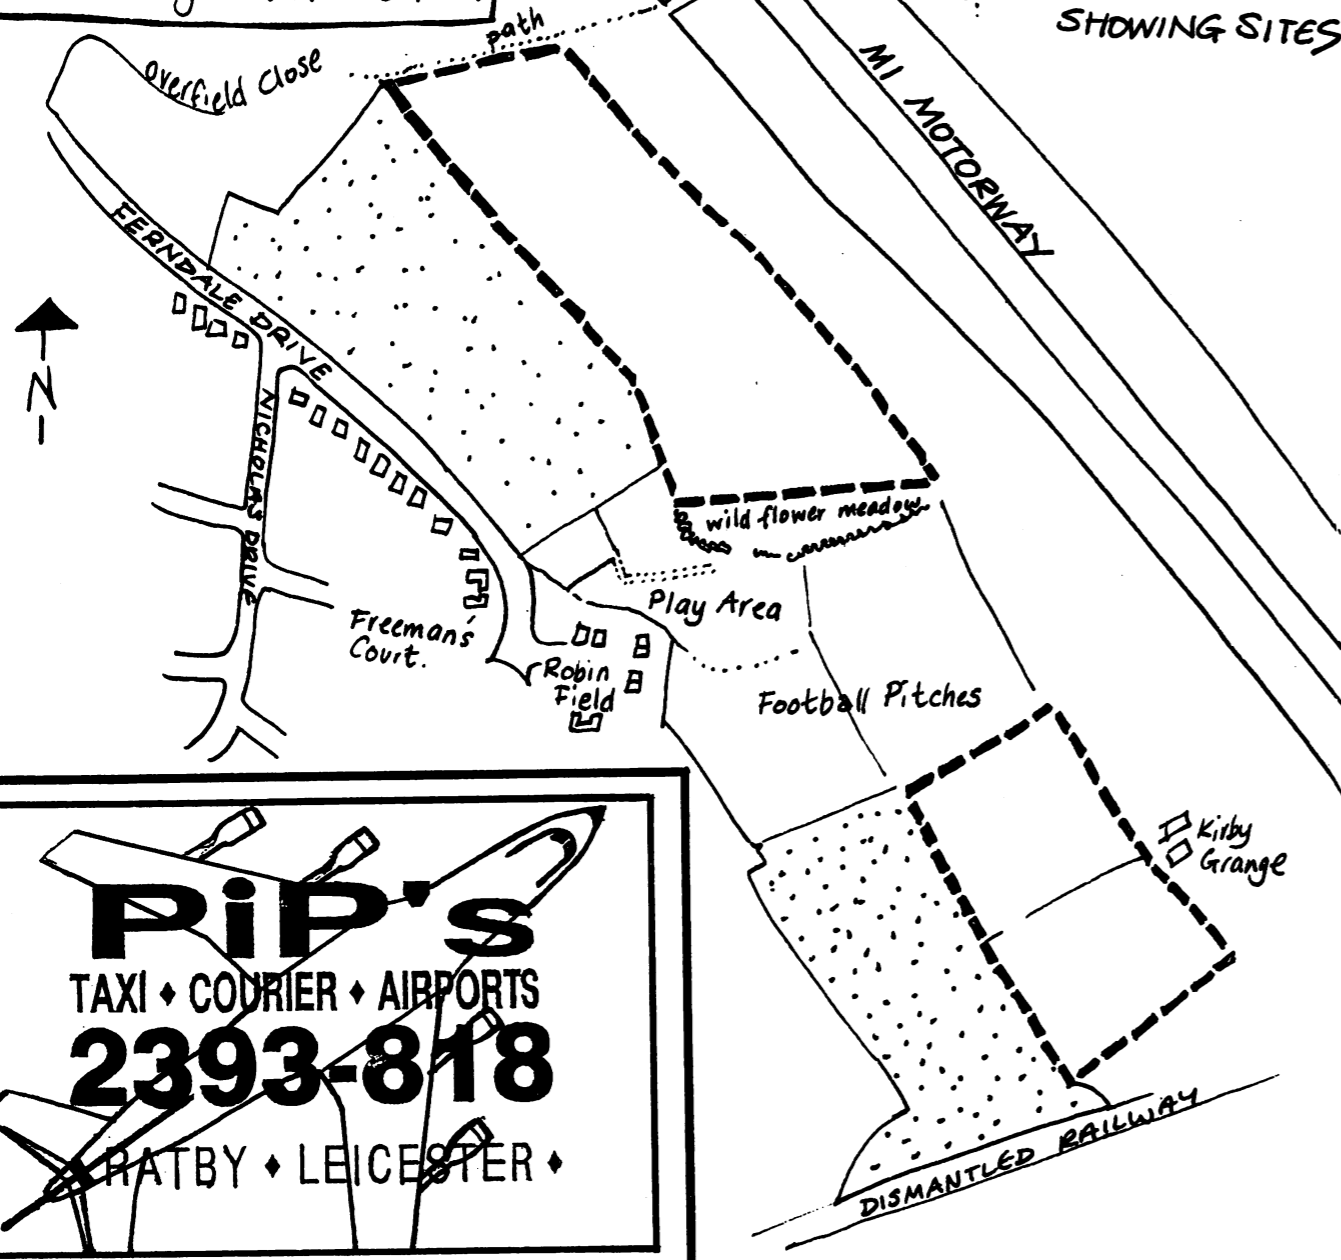 SHOWING SITES
path
Overfield Close
M1 MOTORWAY
FERNDALE DRIVE
N
NICHOLAS DRIVE
wild flower meadow
Play Area
Freemans'
Court.
Robin
Field
Football Pitches
Kirby
Grange
PiP's
TAXI ♦ COURIER ♦ AIRPORTS
2393-818
RATBY ♦ LEICESTER ♦
DISMANTLED RAILWAY